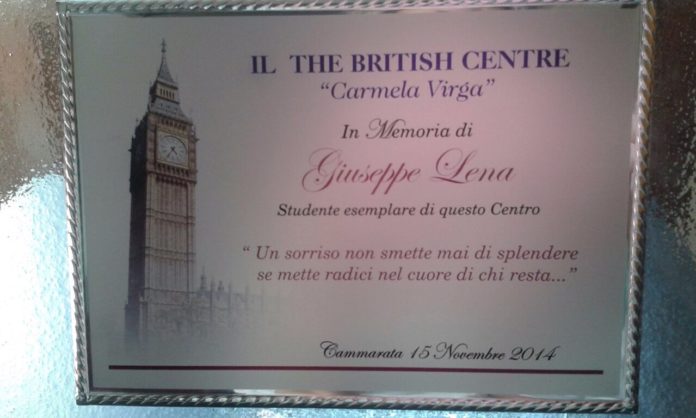 IL THE BRITISH CENTRE
“Carmela Virga”
In Memoria di
Giuseppe Lena
Studente esemplare di questo Centro
“ Un sorriso non smette mai di splendere
se mette radici nel cuore di chi resta...”
Cammarata 15 Novembre 2014